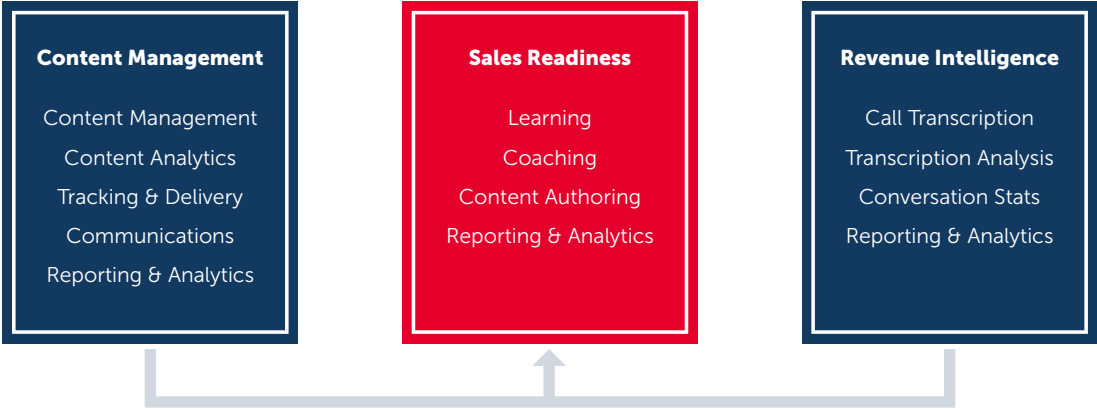 Content Management
Content Management
Content Analytics
Tracking & Delivery
Communications
Reporting & Analytics
Sales Readiness
Learning
Coaching
Content Authoring
Reporting & Analytics
Revenue Intelligence
Call Transcription
Transcription Analysis
Conversation Stats
Reporting & Analytics